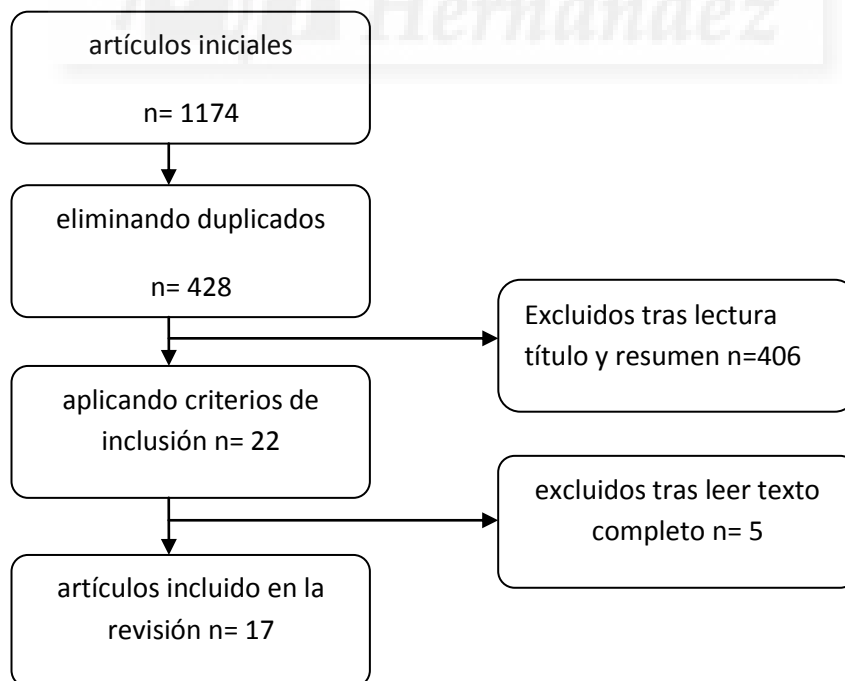 Hernández
artículos iniciales
n= 1174
eliminando duplicados
n= 428
Excluidos tras lectura
título y resumen n=406
aplicando criterios de
inclusión n= 22
excluidos tras leer texto
completo n= 5
artículos incluido en la
revisión n= 17